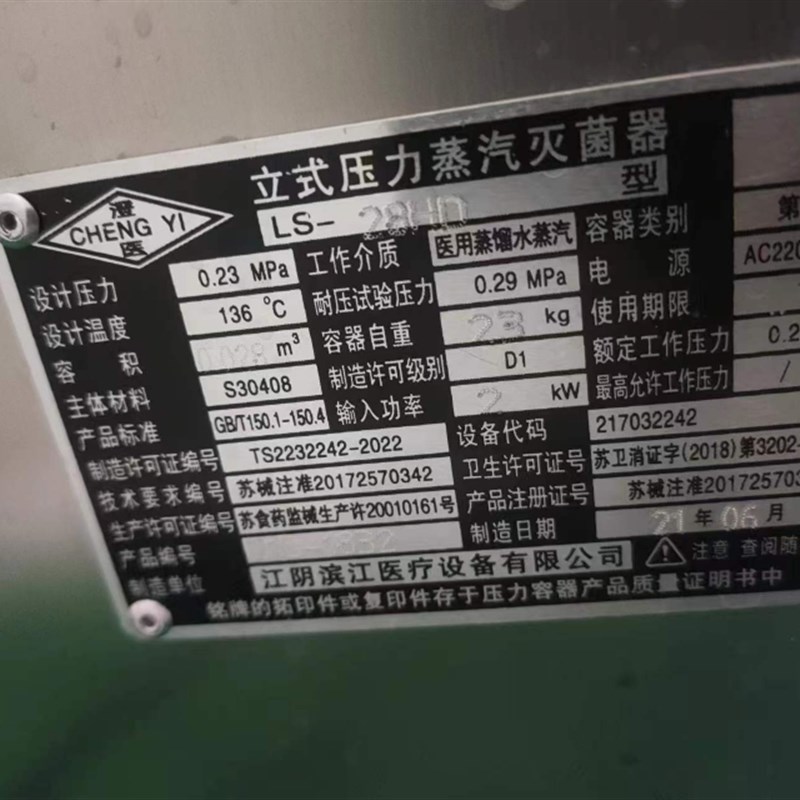 立式压力蒸汽灭菌器
澄 CHENG YI 医
LS-28HD 型
设计压力 0.23 MPa 工作介质 医用蒸馏水蒸汽 容器类别 第
设计温度 136 °C 耐压试验压力 0.29 MPa 电 源 AC220
容 积 0.028 m³ 容器自重 23 kg 使用期限
主体材料 S30408 制造许可级别 D1 额定工作压力 0.2
产品标准 GB/T150.1-150.4 输入功率 2 kW 最高允许工作压力 /
制造许可证编号 TS2232242-2022 设备代码 217032242
技术要求编号 苏械注准20172570342 卫生许可证号 苏卫消证字(2018)第3202-
生产许可证编号 苏食药监械生产许20010161号 产品注册证号 苏械注准201725703
产品编号 制造日期 21 年 06 月
制造单位 江阴滨江医疗设备有限公司 注意 查阅随
铭牌的拓印件或复印件存于压力容器产品质量证明书中